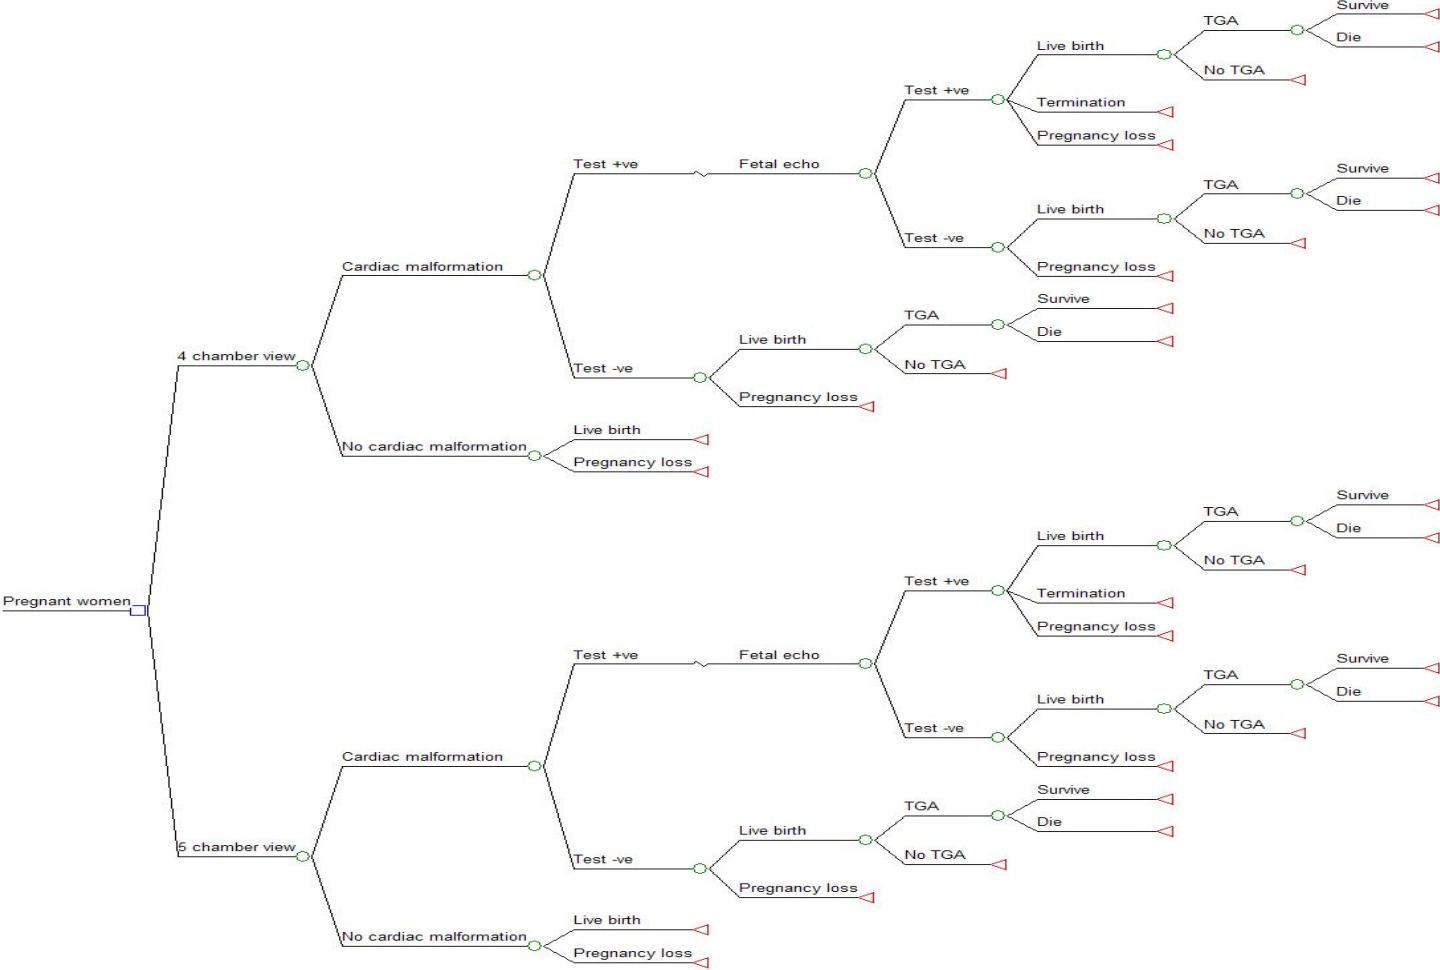 Survive
TGA
Die
Live birth
No TGA
Test +ve
Termination
Pregnancy loss
Test +ve
Fetal echo
Survive
TGA
Die
Live birth
No TGA
Test -ve
Pregnancy loss
Cardiac malformation
Survive
TGA
Die
Live birth
No TGA
4 chamber view
Test -ve
Pregnancy loss
Live birth
No cardiac malformation
Pregnancy loss
Survive
TGA
Die
Live birth
No TGA
Test +ve
Termination
Pregnant women
Pregnancy loss
Test +ve
Fetal echo
Survive
TGA
Die
Live birth
No TGA
Test -ve
Pregnancy loss
Cardiac malformation
Survive
TGA
Die
Live birth
No TGA
5 chamber view
Test -ve
Pregnancy loss
Live birth
No cardiac malformation
Pregnancy loss